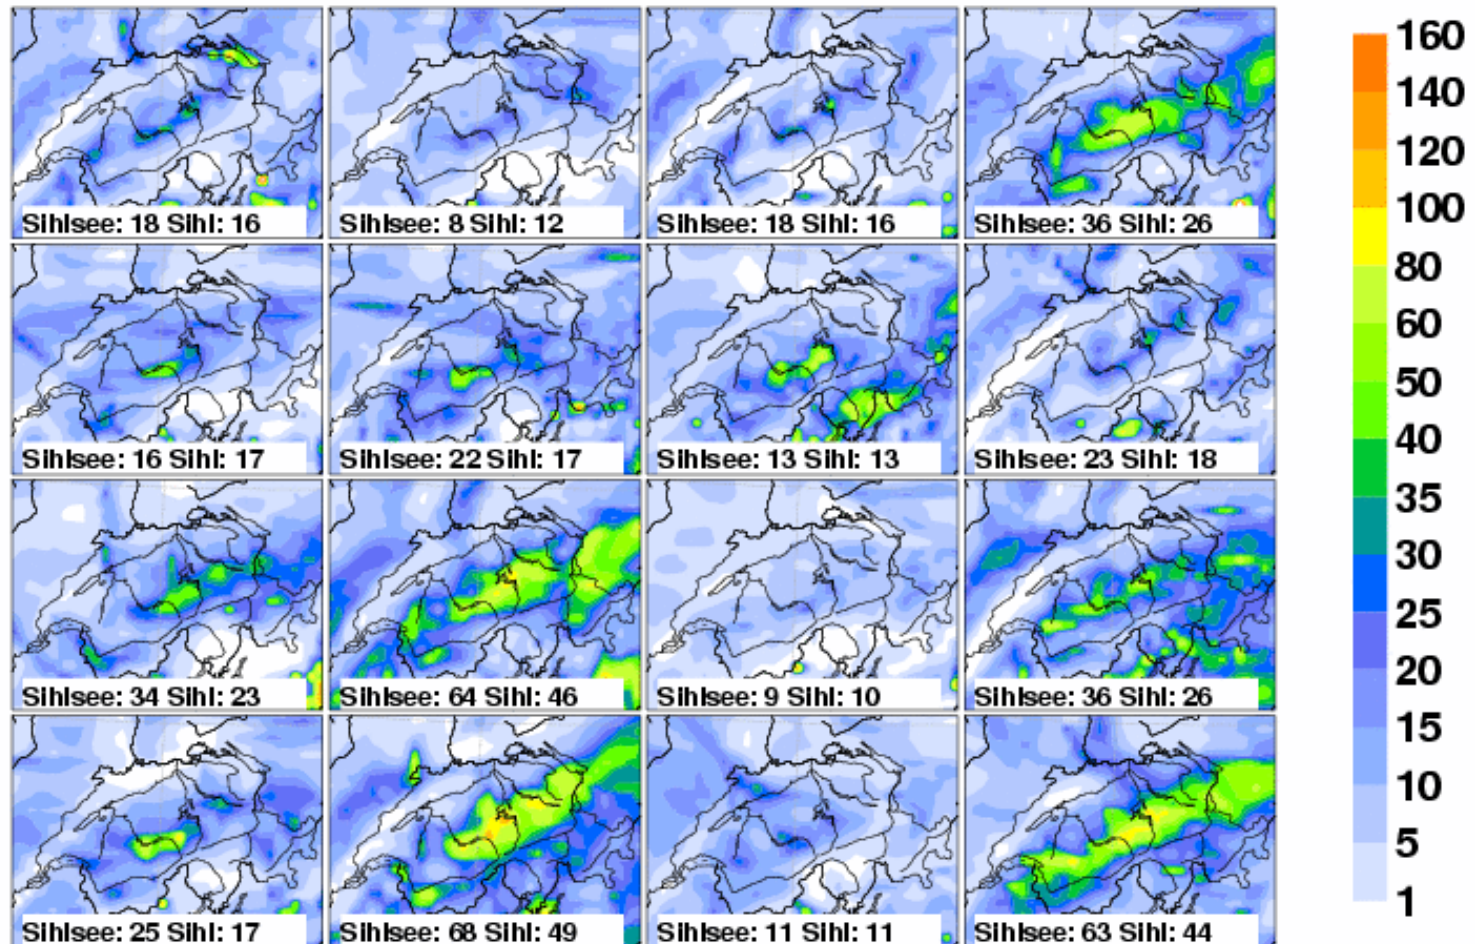 Sihlsee: 18 Sihl: 16
Sihlsee: 8 Sihl: 12
Sihlsee: 18 Sihl: 16
Sihlsee: 36 Sihl: 26
Sihlsee: 16 Sihl: 17
Sihlsee: 22 Sihl: 17
Sihlsee: 13 Sihl: 13
Sihlsee: 23 Sihl: 18
Sihlsee: 34 Sihl: 23
Sihlsee: 64 Sihl: 46
Sihlsee: 9 Sihl: 10
Sihlsee: 36 Sihl: 26
Sihlsee: 25 Sihl: 17
Sihlsee: 68 Sihl: 49
Sihlsee: 11 Sihl: 11
Sihlsee: 63 Sihl: 44
160
140
120
100
80
60
50
40
35
30
25
20
15
10
5
1